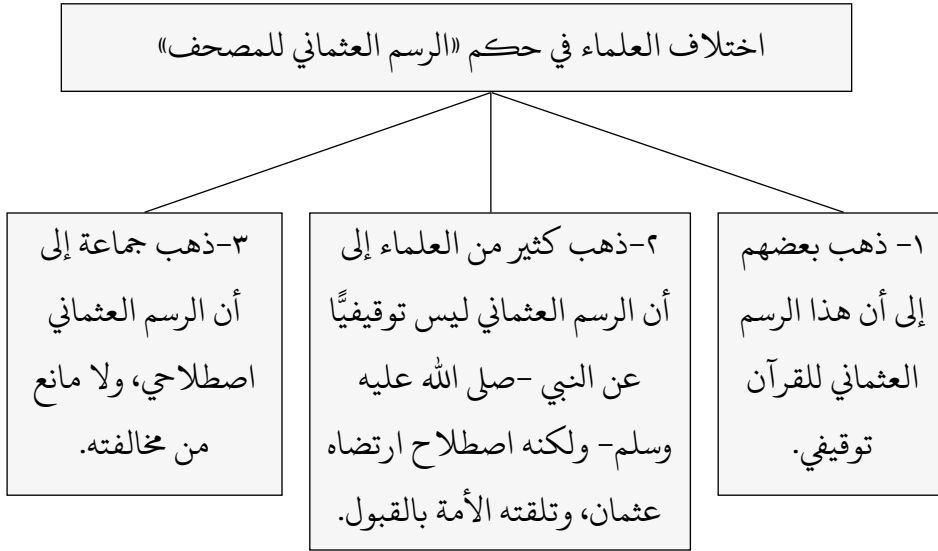 اختلاف العلماء في حكم «الرسم العثماني للمصحف»
١- ذهب بعضهم
إلى أن هذا الرسم
العثماني للقرآن
توقيفي.
٢-ذهب كثير من العلماء إلى
أن الرسم العثماني ليس توقيفيًّا
عن النبي -صلى الله عليه
وسلم- ولكنه اصطلاح ارتضاه
عثمان، وتلقته الأمة بالقبول.
٣-ذهب جماعة إلى
أن الرسم العثماني
اصطلاحي، ولا مانع
من مخالفته.